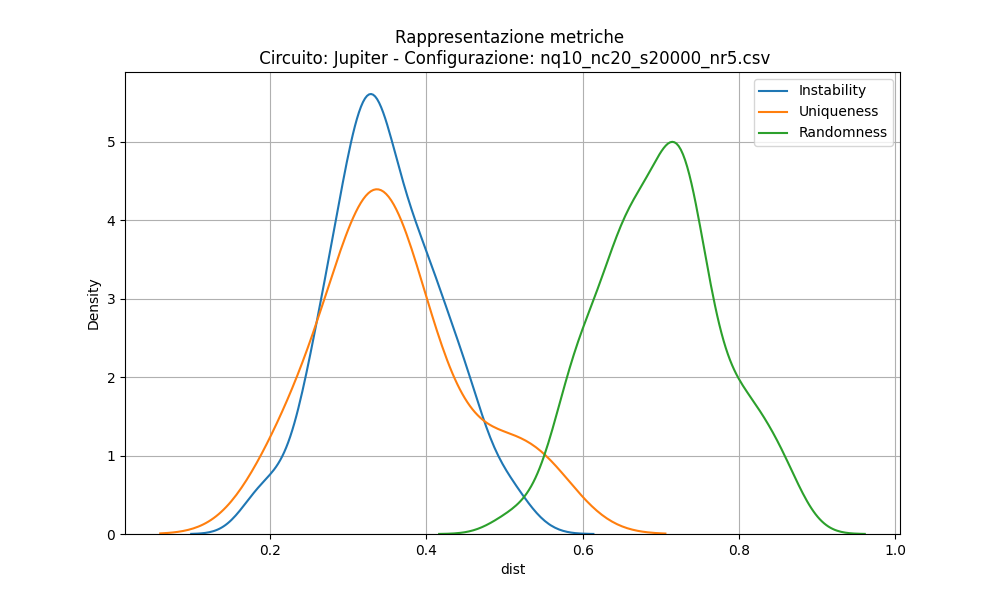 Rappresentazione metriche
Circuito: Jupiter - Configurazione: nq10_nc20_s20000_nr5.csv
Instability
Uniqueness
Randomness
Density
5
4
3
2
1
0
0.2
0.4
0.6
0.8
1.0
dist